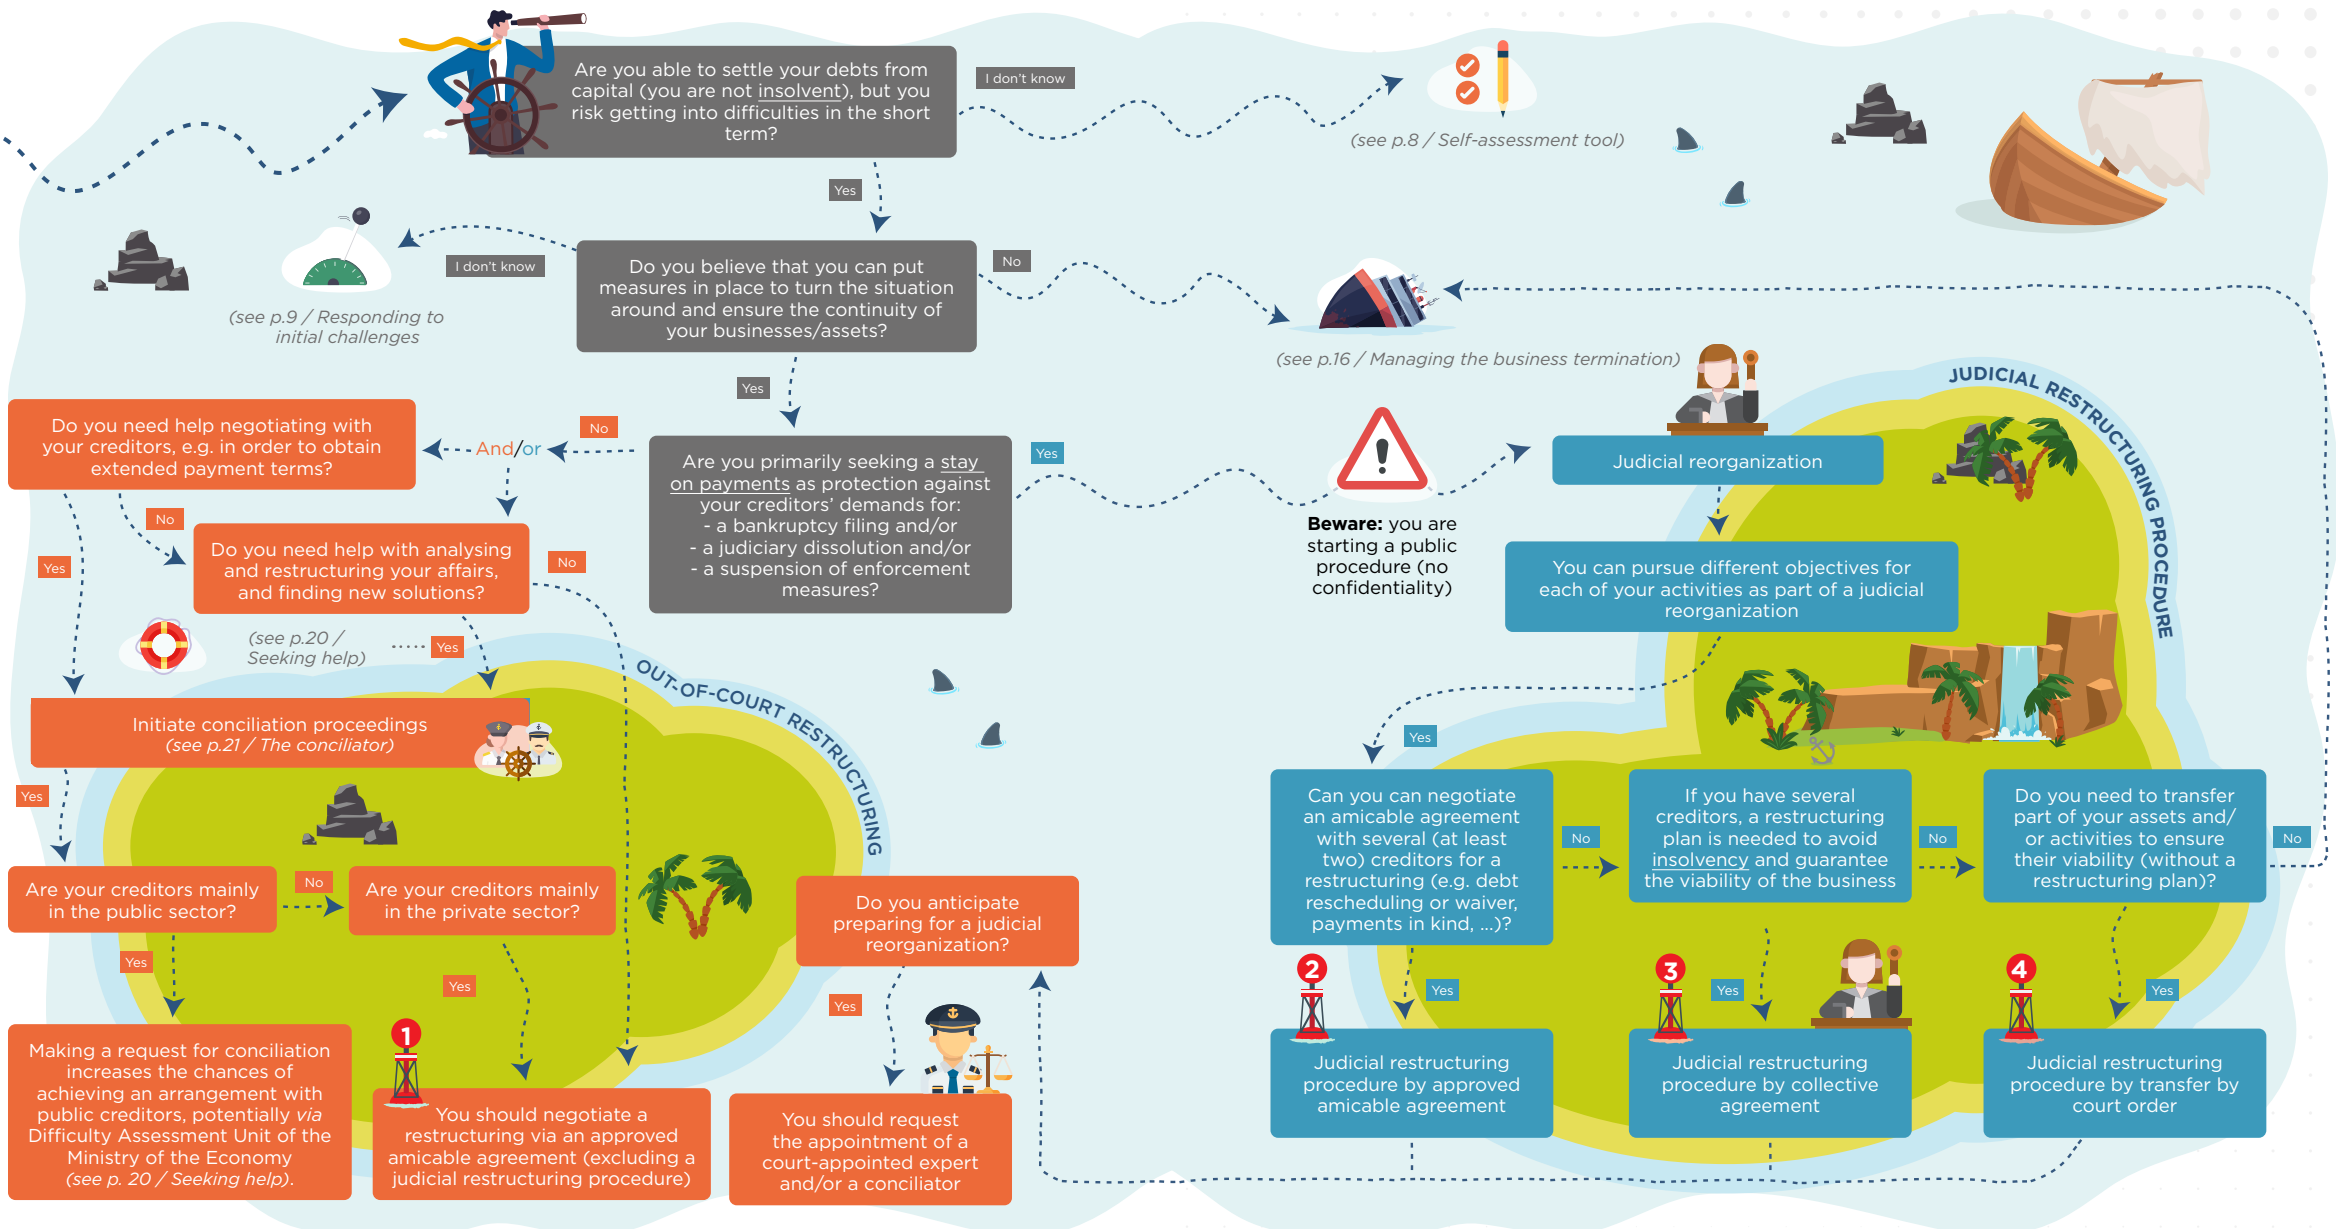 Are you able to settle your debts from
capital (you are not insolvent), but you
risk getting into difficulties in the short
term?
I don't know
(see p.8 / Self-assessment tool)
Yes
Do you believe that you can put
measures in place to turn the situation
around and ensure the continuity of
your businesses/assets?
I don't know
(see p.9 / Responding to
initial challenges
No
(see p.16 / Managing the business termination)
Yes
Are you primarily seeking a stay
on payments as protection against
your creditors' demands for:
- a bankruptcy filing and/or
- a judiciary dissolution and/or
- a suspension of enforcement
measures?
No
And/or
Do you need help negotiating with
your creditors, e.g. in order to obtain
extended payment terms?
No
Yes
Do you need help with analysing
and restructuring your affairs,
and finding new solutions?
No
(see p.20 /
Seeking help)
Yes
OUT-OF-COURT RESTRUCTURING
Initiate conciliation proceedings
(see p.21 / The conciliator)
Yes
Are your creditors mainly
in the public sector?
No
Are your creditors mainly
in the private sector?
Yes
Yes
Making a request for conciliation
increases the chances of
achieving an arrangement with
public creditors, potentially via
Difficulty Assessment Unit of the
Ministry of the Economy
(see p. 20 / Seeking help).
1
You should negotiate a
restructuring via an approved
amicable agreement (excluding a
judicial restructuring procedure)
Do you anticipate
preparing for a judicial
reorganization?
Yes
You should request
the appointment of a
court-appointed expert
and/or a conciliator
Yes
Beware: you are
starting a public
procedure (no
confidentiality)
JUDICIAL RESTRUCTURING PROCEDURE
Judicial reorganization
You can pursue different objectives for
each of your activities as part of a judicial
reorganization
Yes
Can you can negotiate
an amicable agreement
with several (at least
two) creditors for a
restructuring (e.g. debt
rescheduling or waiver,
payments in kind, ...)?
No
If you have several
creditors, a restructuring
plan is needed to avoid
insolvency and guarantee
the viability of the business
No
Do you need to transfer
part of your assets and/
or activities to ensure
their viability (without a
restructuring plan)?
No
2
Yes
3
Yes
4
Yes
Judicial restructuring
procedure by approved
amicable agreement
Judicial restructuring
procedure by collective
agreement
Judicial restructuring
procedure by transfer by
court order